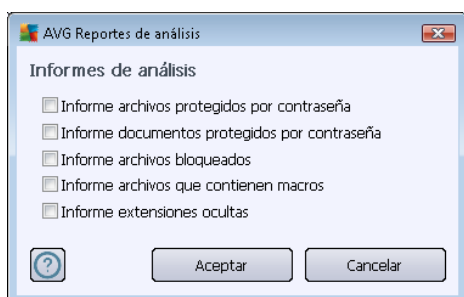 AVG Reportes de análisis
Informes de análisis
Informe archivos protegidos por contraseña
Informe documentos protegidos por contraseña
Informe archivos bloqueados
Informe archivos que contienen macros
Informe extensiones ocultas
?
Aceptar
Cancelar